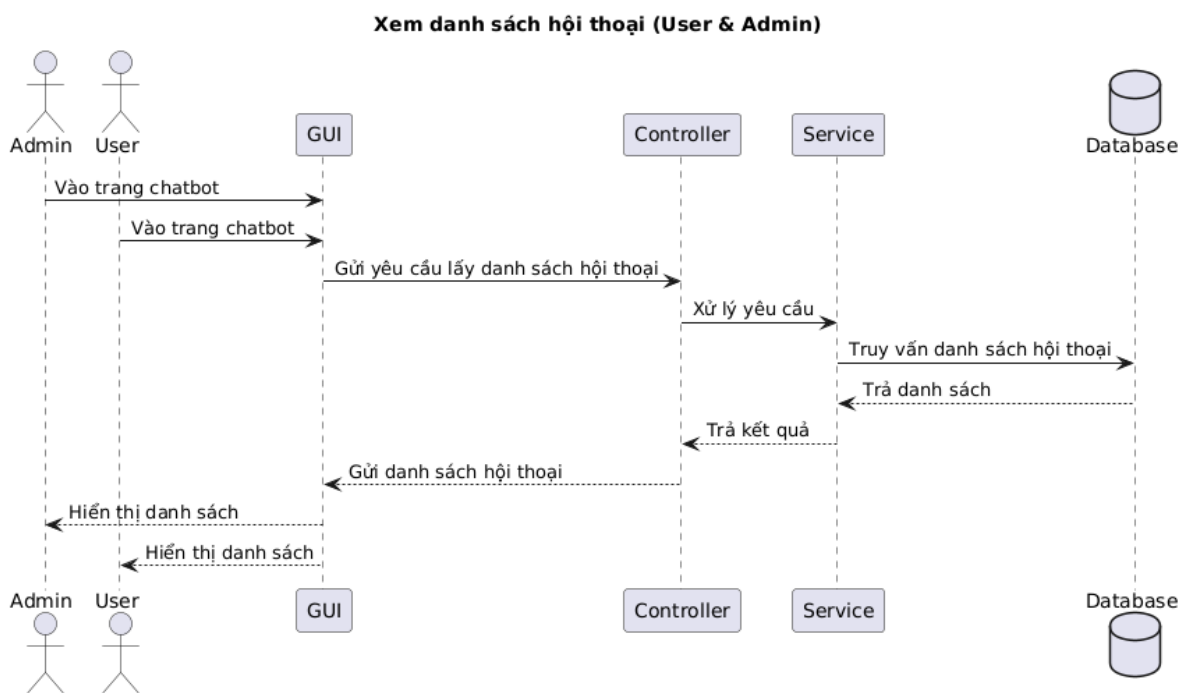 Xem danh sách hội thoại (User & Admin)
Admin
User
GUI
Controller
Service
Database
Vào trang chatbot
Vào trang chatbot
Gửi yêu cầu lấy danh sách hội thoại
Xử lý yêu cầu
Truy vấn danh sách hội thoại
Trả danh sách
Trả kết quả
Gửi danh sách hội thoại
Hiển thị danh sách
Hiển thị danh sách
Admin
User
GUI
Controller
Service
Database